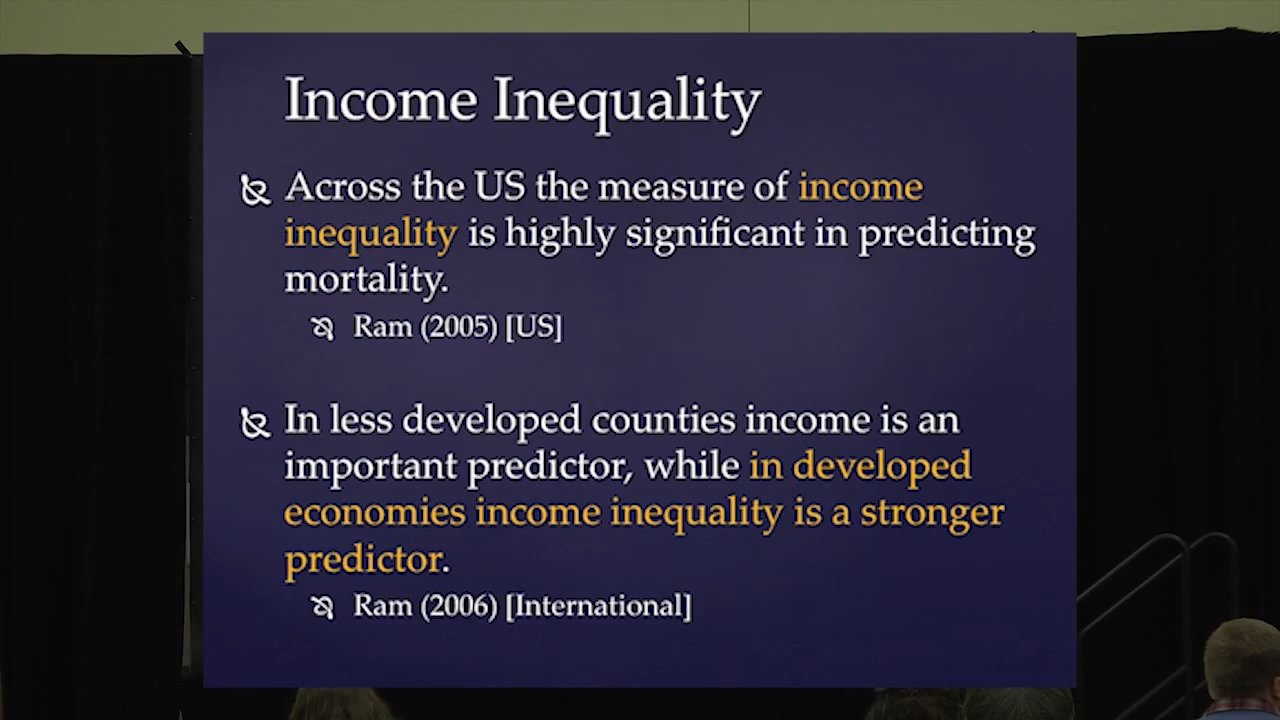 Income Inequality
Across the US the measure of income
inequality is highly significant in predicting
mortality.
Ram (2005) [US]
In less developed counties income is an
important predictor, while in developed
economies income inequality is a stronger
predictor.
Ram (2006) [International]